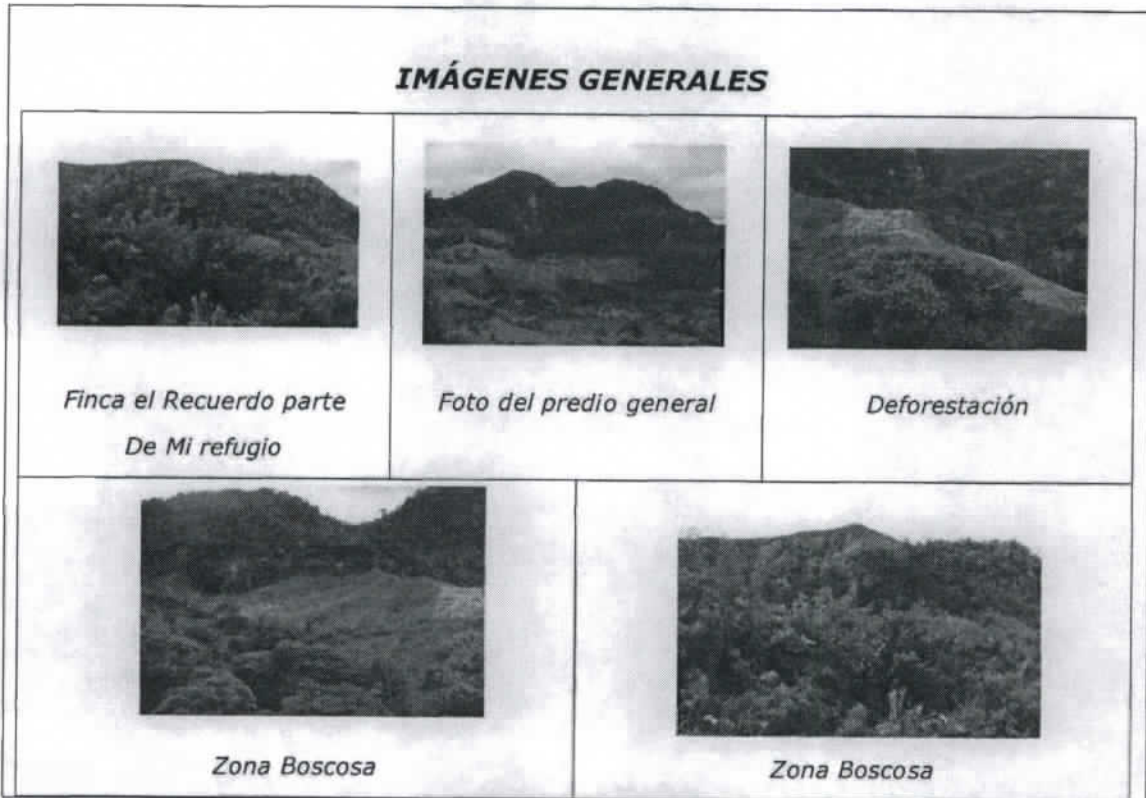 IMÁGENES GENERALES
Finca el Recuerdo parte
De Mi refugio
Foto del predio general
Deforestación
Zona Boscosa
Zona Boscosa